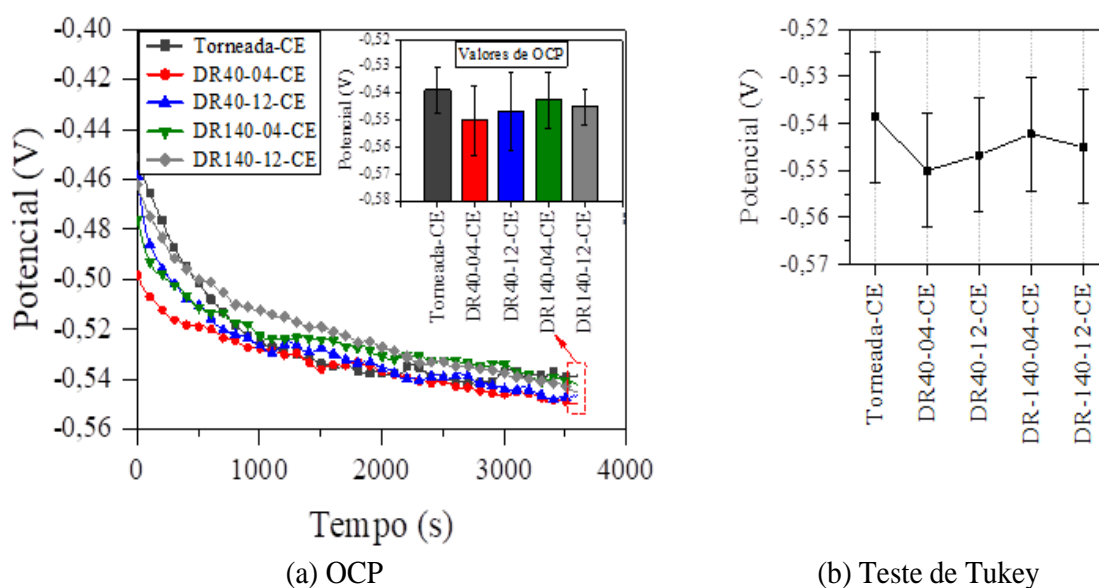 -0,40
-0,42
-0,44
-0,46
-0,48
-0,50
-0,52
-0,54
-0,56
Potencial (V)
0
1000
2000
3000
4000
Tempo (s)
Torneada-CE
DR40-04-CE
DR40-12-CE
DR140-04-CE
DR140-12-CE
Valores de OCP
-0,52
-0,54
-0,55
-0,56
-0,58
Potencial (V)
Torneada-CE
DR40-04-CE
DR40-12-CE
DR140-04-CE
DR140-12-CE
(a) OCP
-0,52
-0,53
-0,54
-0,55
-0,56
-0,57
Potencial (V)
Torneada-CE
DR40-04-CE
DR40-12-CE
DR-140-04-CE
DR-140-12-CE
(b) Teste de Tukey